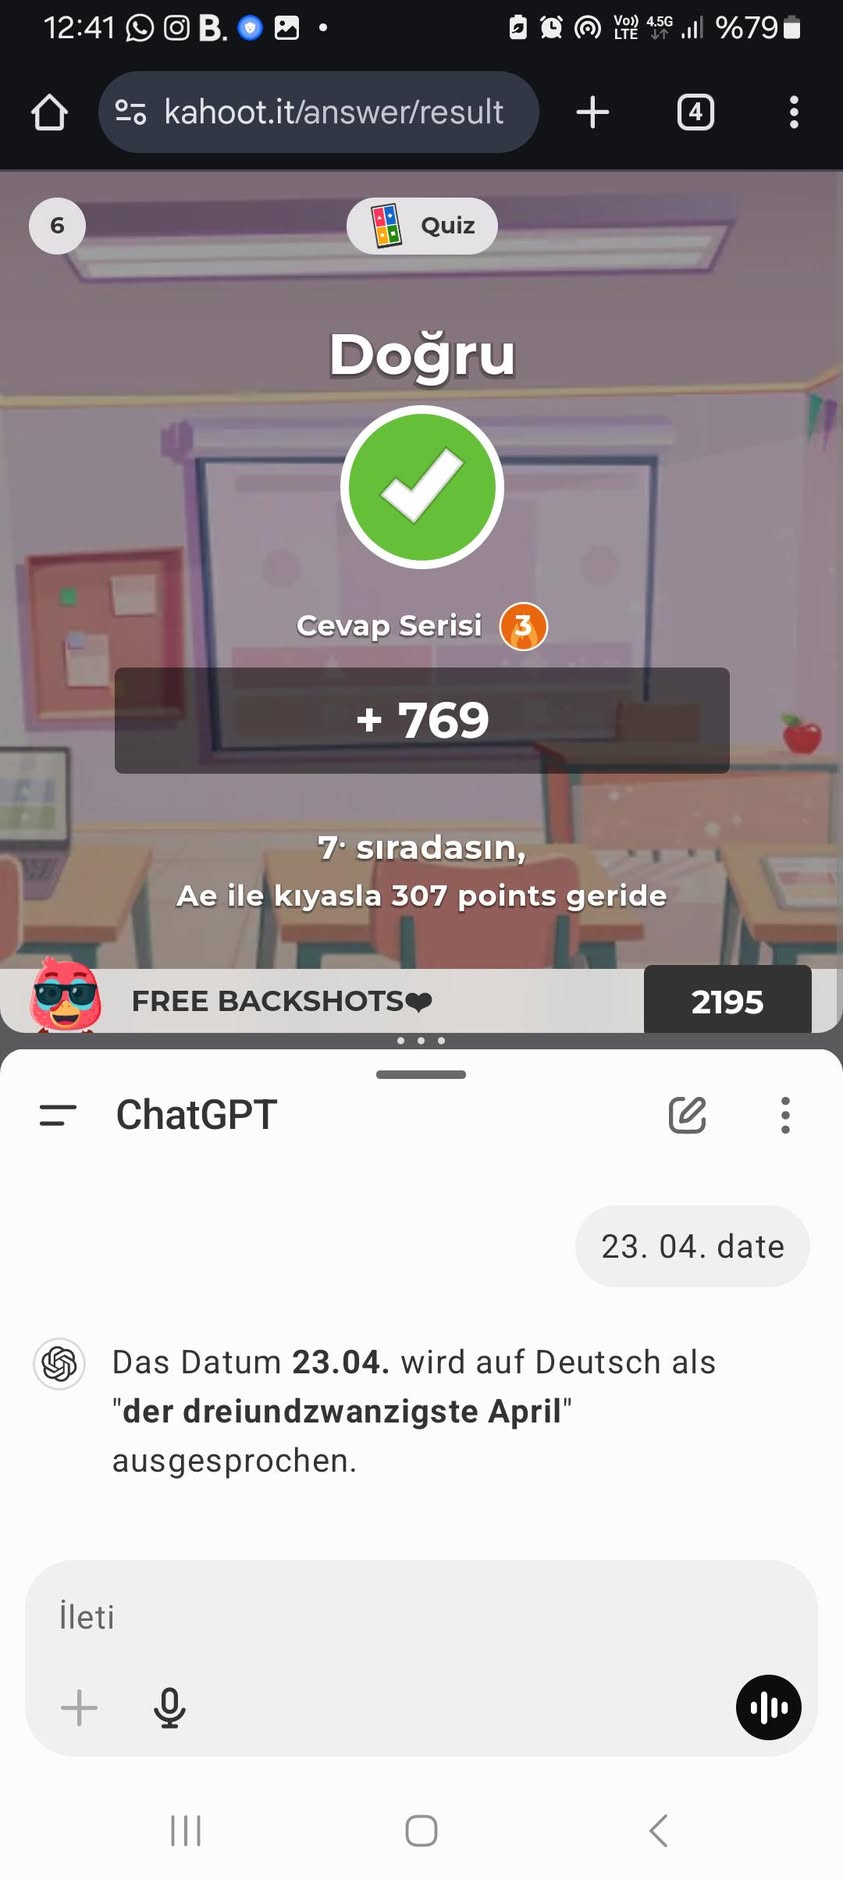 12:41 B. Vo)) LTE 4.5G %79
kahoot.it/answer/result 4
6 Quiz
Doğru
Cevap Serisi 3
+ 769
7. sıradasın,
Ae ile kıyasla 307 points geride
FREE BACKSHOTS❤ 2195
ChatGPT
23. 04. date
Das Datum 23.04. wird auf Deutsch als
"der dreiundzwanzigste April"
ausgesprochen.
İleti